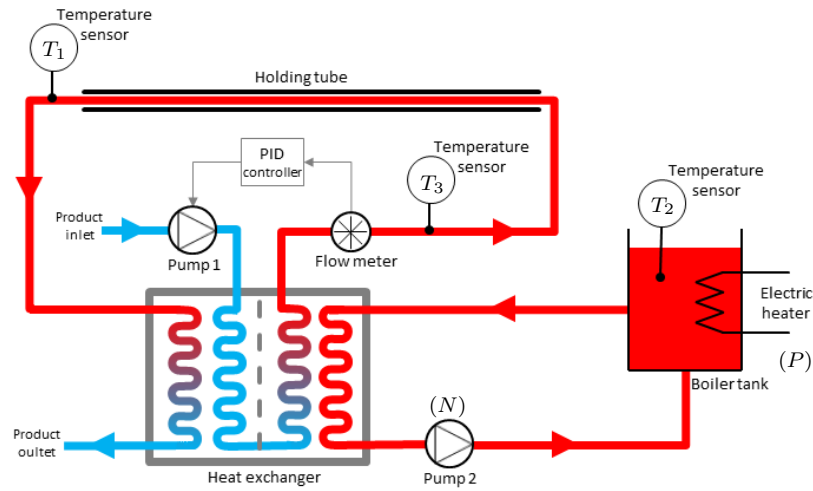 Temperature
sensor
T1
Holding tube
PID
controller
Temperature
sensor
T3
Temperature
sensor
T2
Product
inlet
Pump 1
Flow meter
Electric
heater
(P)
Boiler tank
(N)
Product
oultet
Pump 2
Heat exchanger